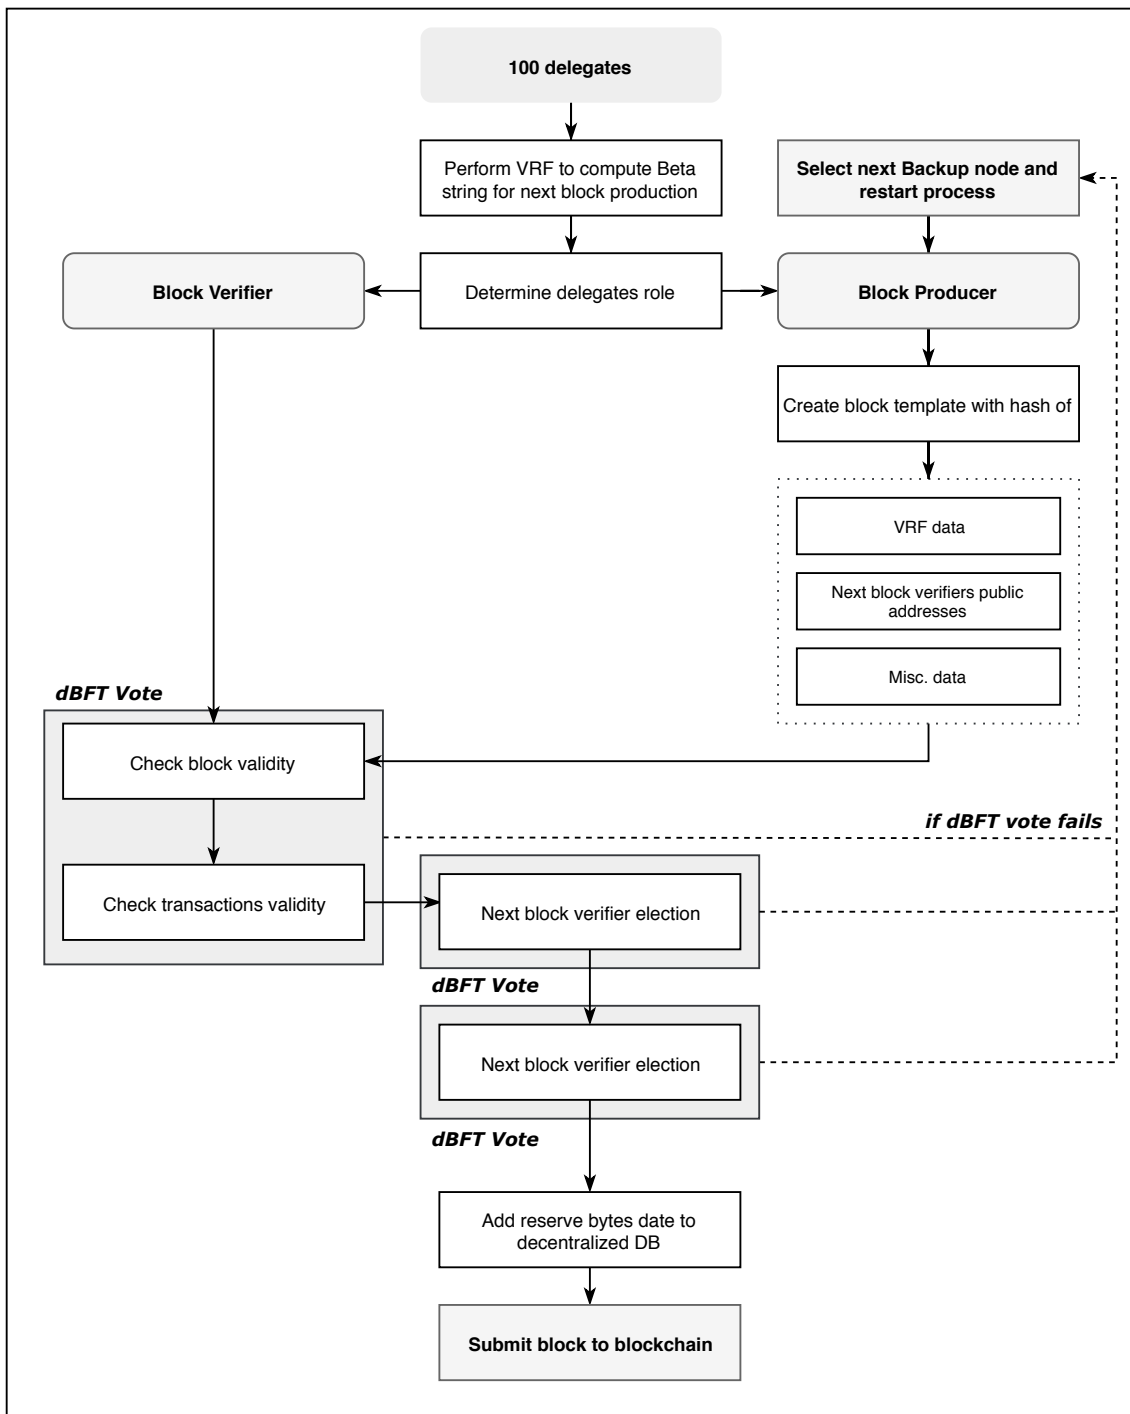 100 delegates
Perform VRF to compute Beta
string for next block production
Select next Backup node and
restart process
Block Verifier
Determine delegates role
Block Producer
Create block template with hash of
VRF data
Next block verifiers public
addresses
Misc. data
dBFT Vote
Check block validity
if dBFT vote fails
Check transactions validity
Next block verifier election
dBFT Vote
Next block verifier election
dBFT Vote
Add reserve bytes date to
decentralized DB
Submit block to blockchain